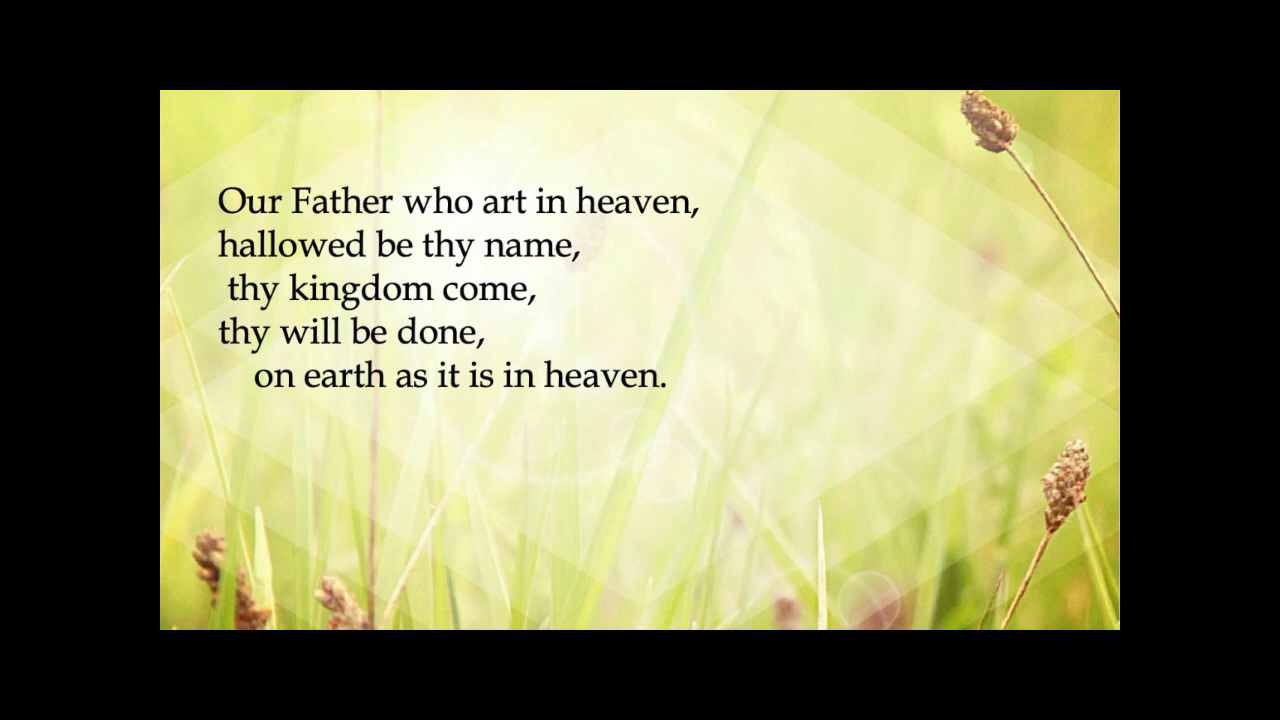 Our Father who art in heaven,
hallowed be thy name,
thy kingdom come,
thy will be done,
on earth as it is in heaven.